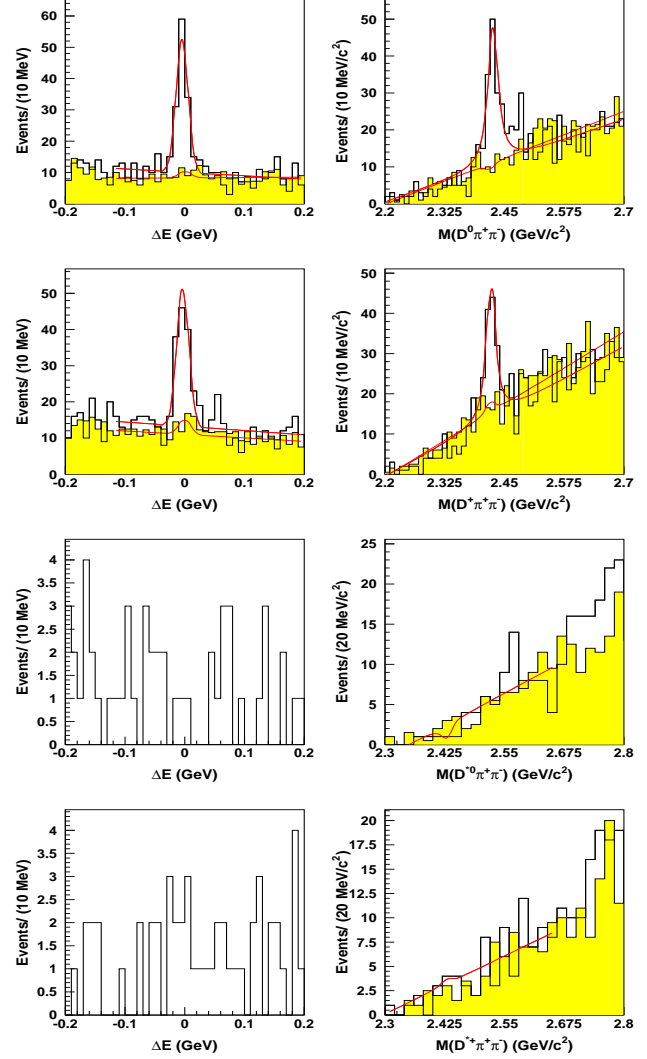 Events/ (10 MeV)
60
50
40
30
20
10
0
-0.2 -0.1 0 0.1 0.2
ΔE (GeV)
Events/ (10 MeV/c²)
50
40
30
20
10
0
2.2 2.325 2.45 2.575 2.7
M(D⁰π⁺π⁻) (GeV/c²)
Events/ (10 MeV)
50
40
30
20
10
0
-0.2 -0.1 0 0.1 0.2
ΔE (GeV)
Events/ (10 MeV/c²)
50
40
30
20
10
0
2.2 2.325 2.45 2.575 2.7
M(D⁺π⁺π⁻) (GeV/c²)
Events/ (10 MeV)
4
3.5
3
2.5
2
1.5
1
0.5
0
-0.2 -0.1 0 0.1 0.2
ΔE (GeV)
Events/ (20 MeV/c²)
25
20
15
10
5
0
2.3 2.425 2.55 2.675 2.8
M(D*⁰π⁺π⁻) (GeV/c²)
Events/ (10 MeV)
4
3.5
3
2.5
2
1.5
1
0.5
0
-0.2 -0.1 0 0.1 0.2
ΔE (GeV)
Events/ (20 MeV/c²)
20
17.5
15
12.5
10
7.5
5
2.5
0
2.3 2.425 2.55 2.675 2.8
M(D*⁺π⁺π⁻) (GeV/c²)